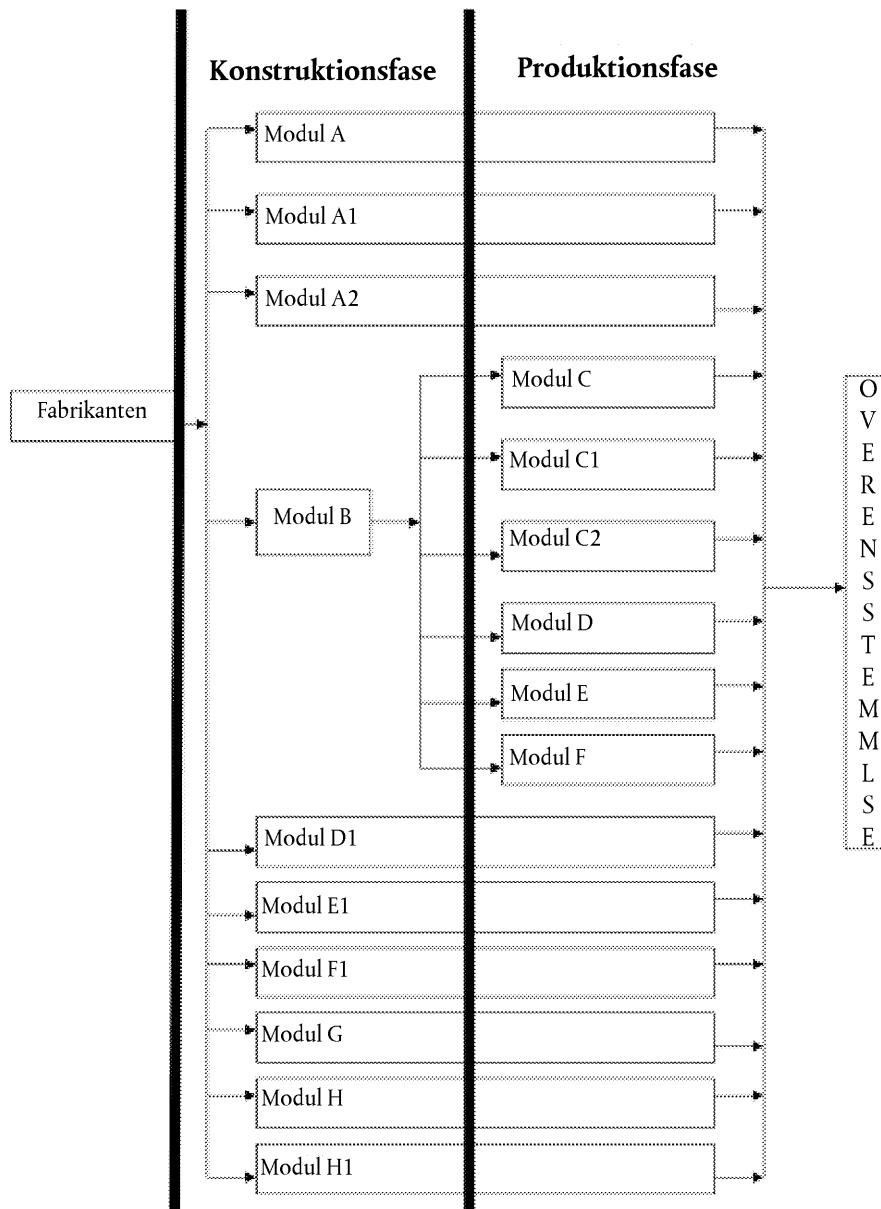 Konstruktionsfase
Produktionsfase
Modul A
Modul A1
Modul A2
Modul C
Fabrikanten
Modul C1
Modul B
Modul C2
Modul D
Modul E
Modul F
Modul D1
Modul E1
Modul F1
Modul G
Modul H
Modul H1
O
V
E
R
E
N
S
S
T
E
M
M
L
S
E